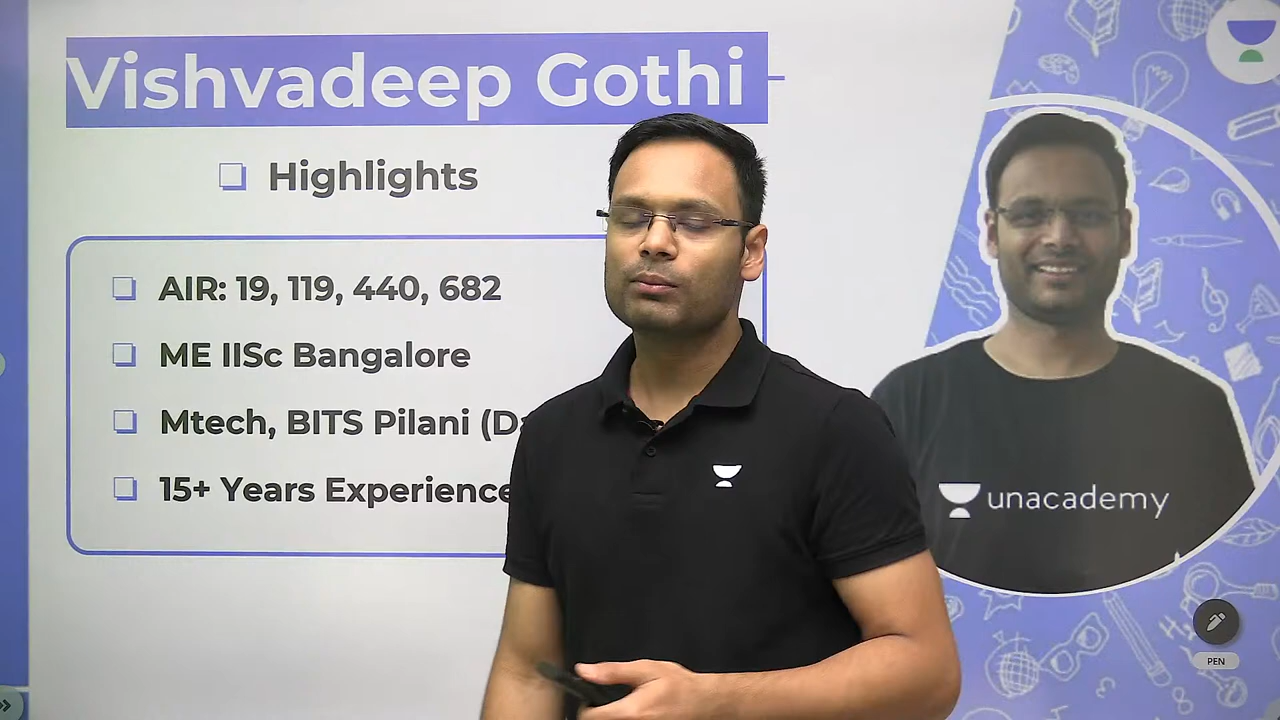 Vishvadeep Gothi
Highlights
AIR: 19, 119, 440, 682
ME IISc Bangalore
Mtech, BITS Pilani (Da
15+ Years Experience
unacademy
PEN